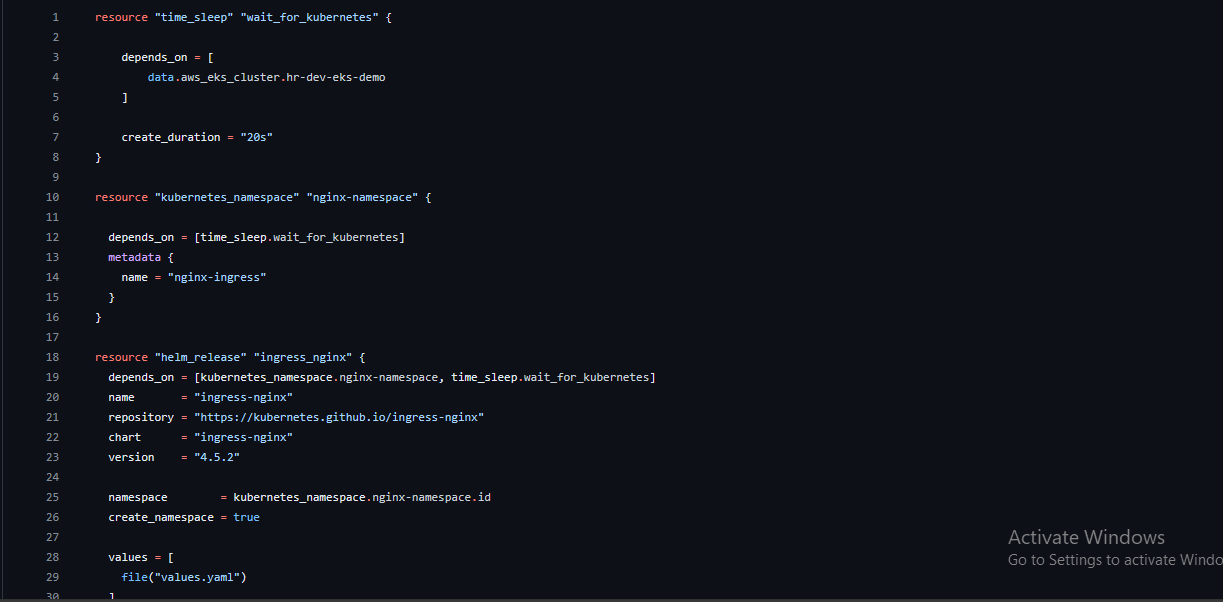 1 resource "time_sleep" "wait_for_kubernetes" {
2
3 depends_on = [
4 data.aws_eks_cluster.hr-dev-eks-demo
5 ]
6
7 create_duration = "20s"
8 }
9
10 resource "kubernetes_namespace" "nginx-namespace" {
11
12 depends_on = [time_sleep.wait_for_kubernetes]
13 metadata {
14 name = "nginx-ingress"
15 }
16 }
17
18 resource "helm_release" "ingress_nginx" {
19 depends_on = [kubernetes_namespace.nginx-namespace, time_sleep.wait_for_kubernetes]
20 name = "ingress-nginx"
21 repository = "https://kubernetes.github.io/ingress-nginx"
22 chart = "ingress-nginx"
23 version = "4.5.2"
24
25 namespace = kubernetes_namespace.nginx-namespace.id
26 create_namespace = true
27
28 values = [
29 file("values.yaml")
30 ]
Activate Windows
Go to Settings to activate Windo